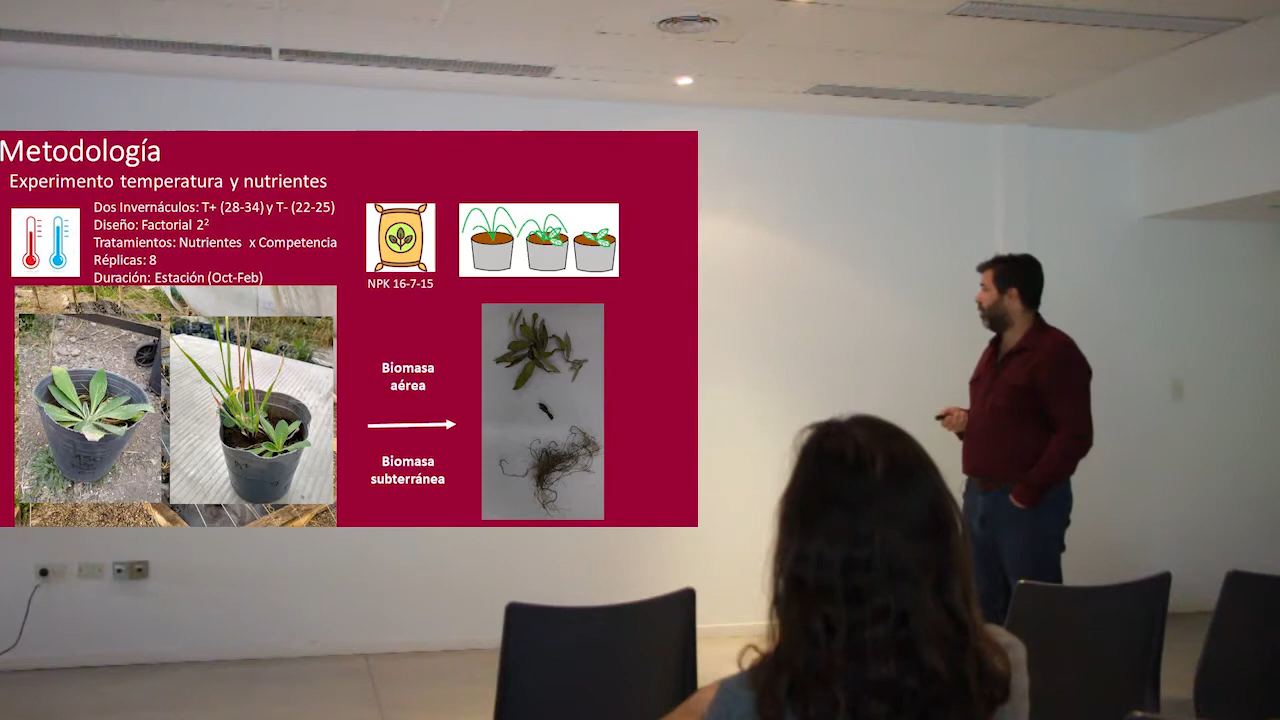 Metodología
Experimento temperatura y nutrientes
Dos Invernáculos: T+ (28-34) y T- (22-25)
Diseño: Factorial 2²
Tratamientos: Nutrientes x Competencia
Réplicas: 8
Duración: Estación (Oct-Feb)
NPK 16-7-15
Biomasa
aérea
Biomasa
subterránea